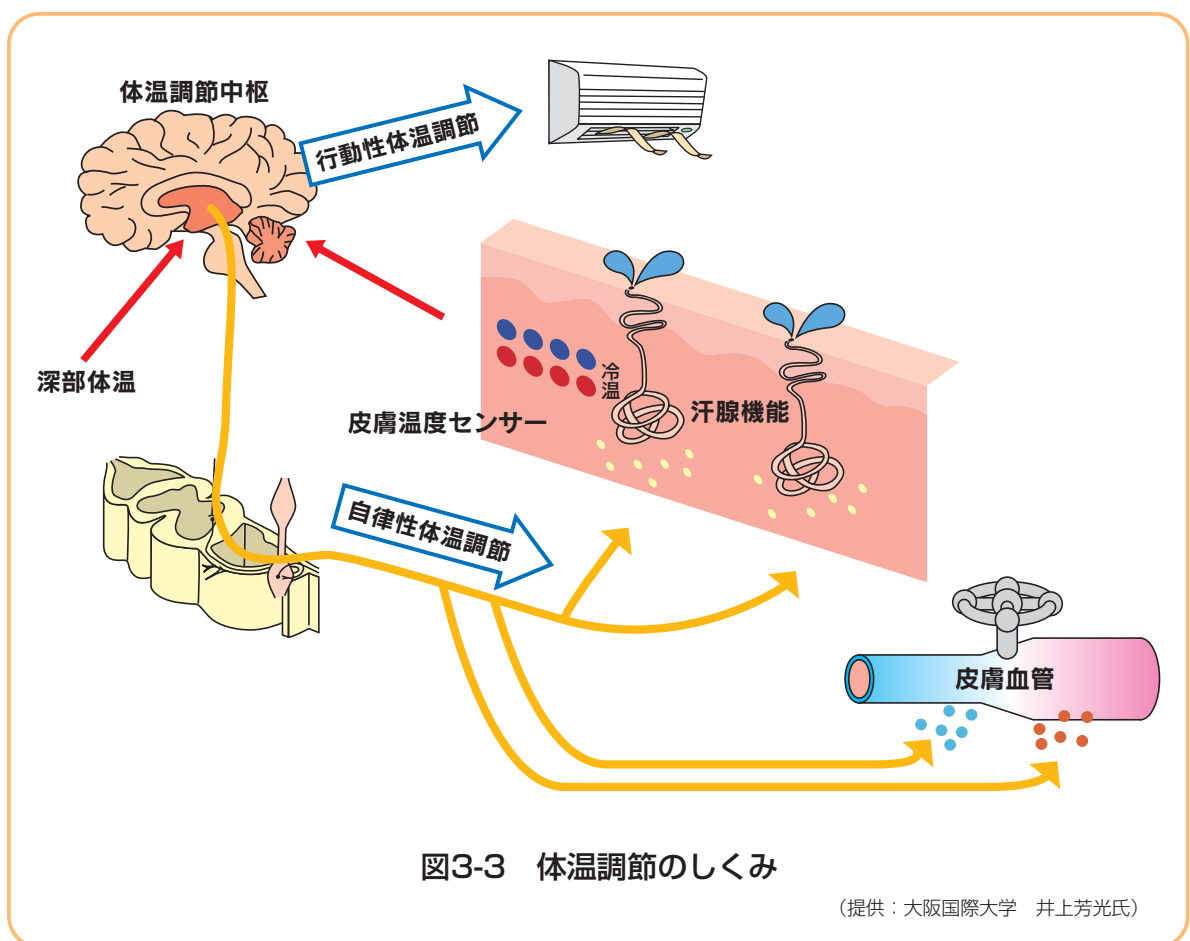 体温調節中枢
行動性体温調節
深部体温
冷
温
皮膚温度センサー
汗腺機能
自律性体温調節
皮膚血管
図3-3　体温調節のしくみ
（提供：大阪国際大学　井上芳光氏）